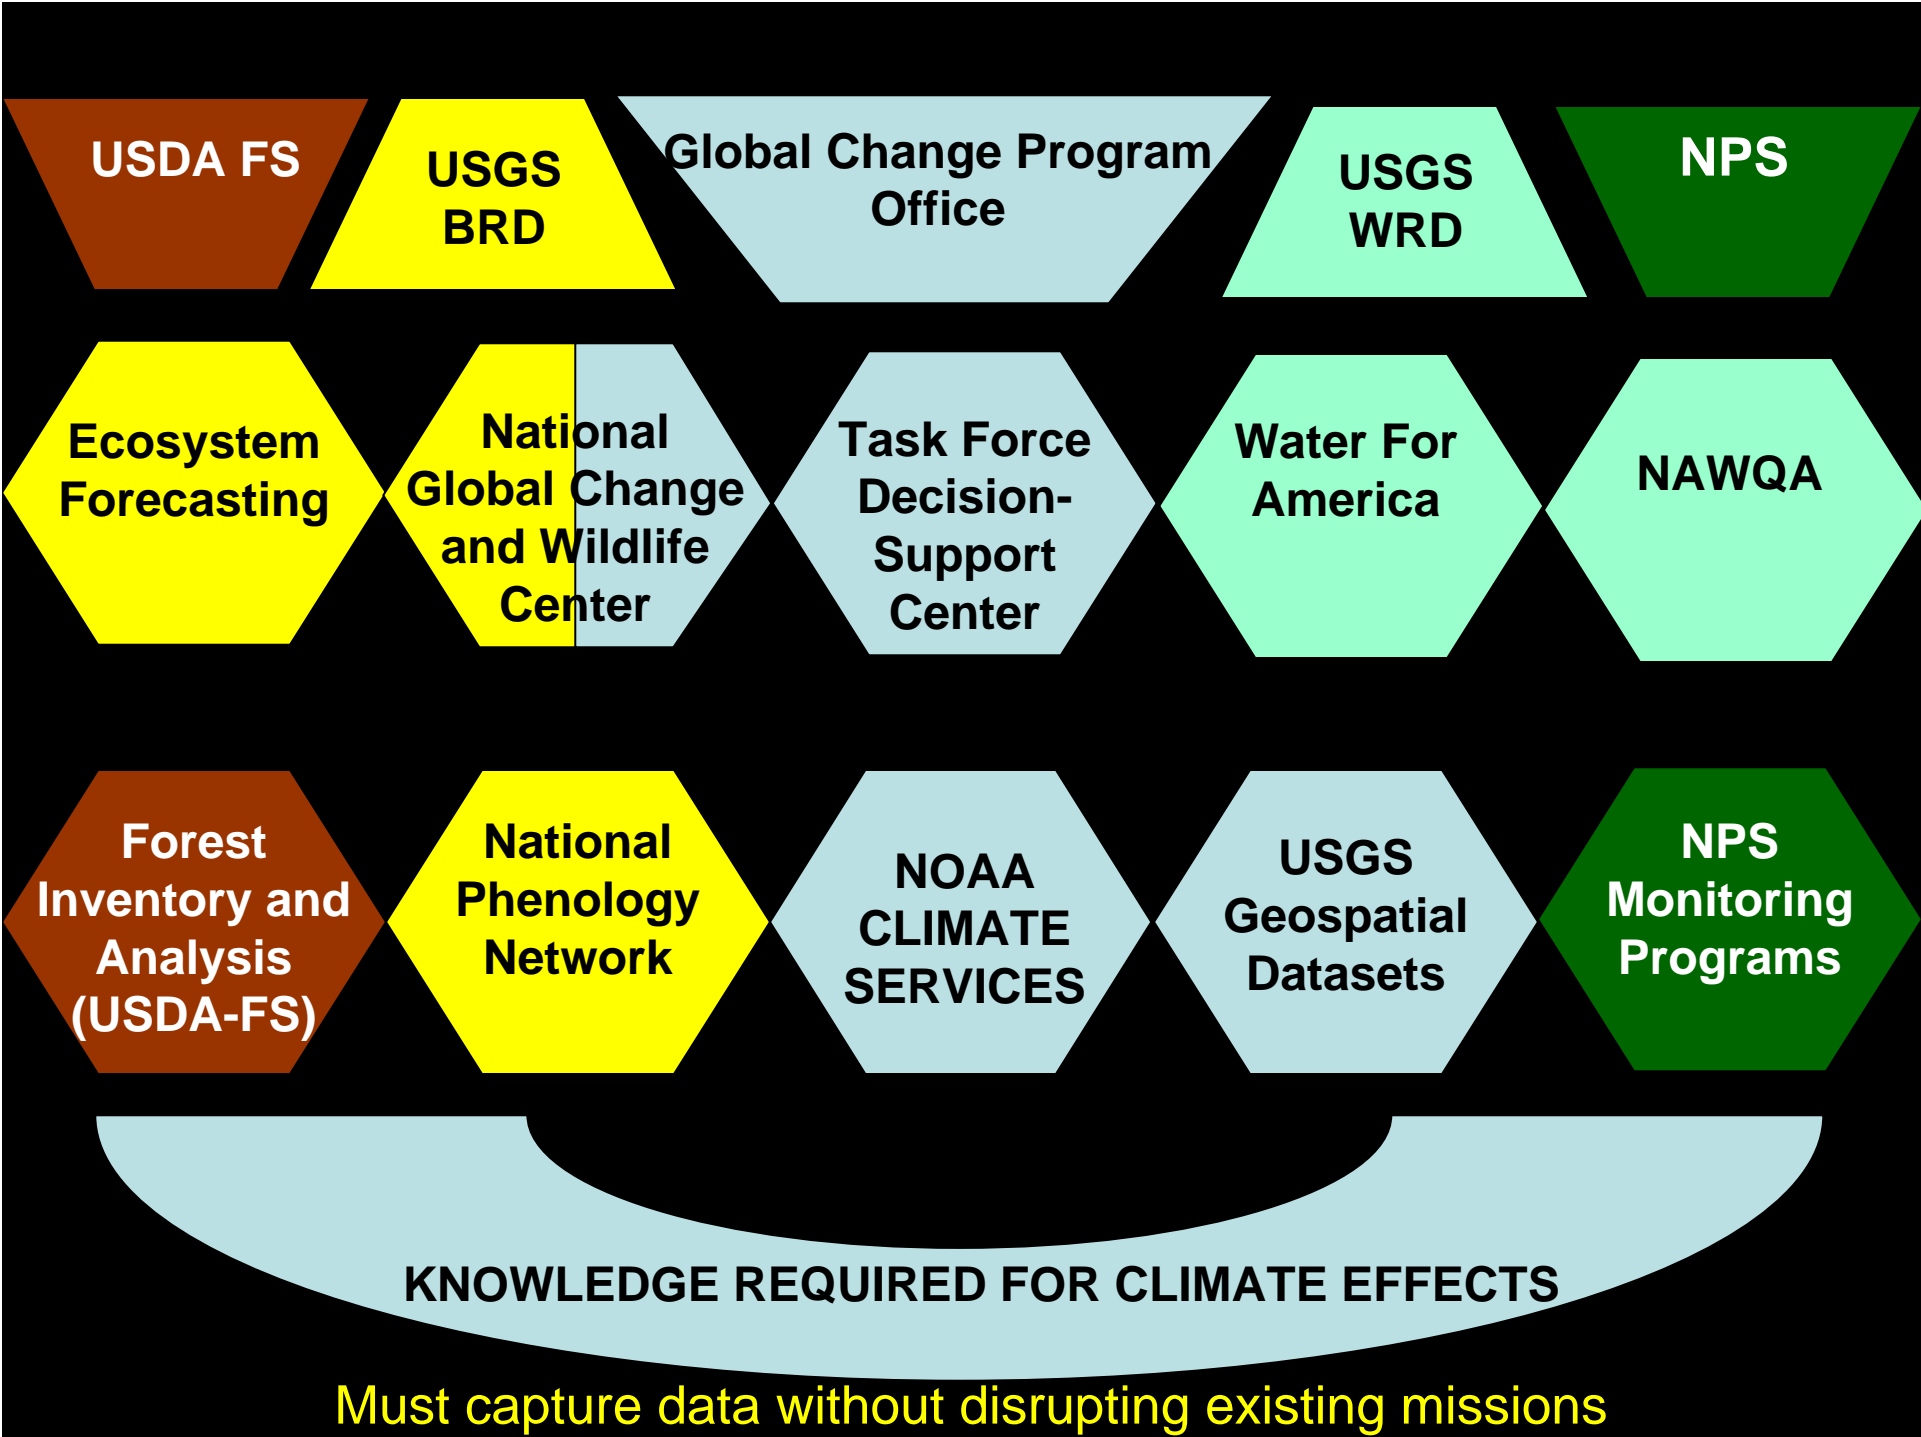 USDA FS
USGS
BRD
Global Change Program
Office
USGS
WRD
NPS
Ecosystem
Forecasting
National
Global Change
and Wildlife
Center
Task Force
Decision-
Support
Center
Water For
America
NAWQA
Forest
Inventory and
Analysis
(USDA-FS)
National
Phenology
Network
NOAA
CLIMATE
SERVICES
USGS
Geospatial
Datasets
NPS
Monitoring
Programs
KNOWLEDGE REQUIRED FOR CLIMATE EFFECTS
Must capture data without disrupting existing missions